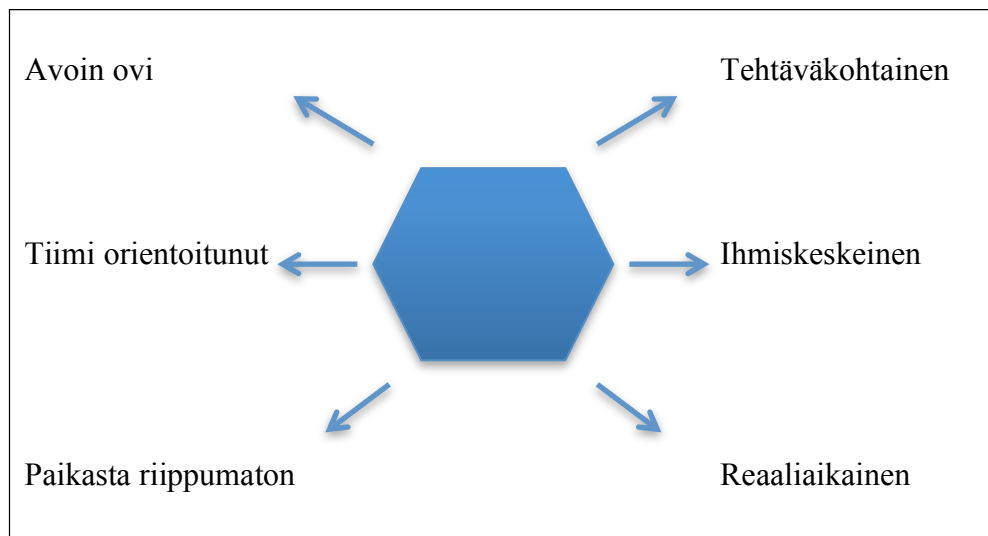 Avoin ovi
Tehtäväkohtainen
Tiimi orientoitunut
Ihmiskeskeinen
Paikasta riippumaton
Reaaliaikainen